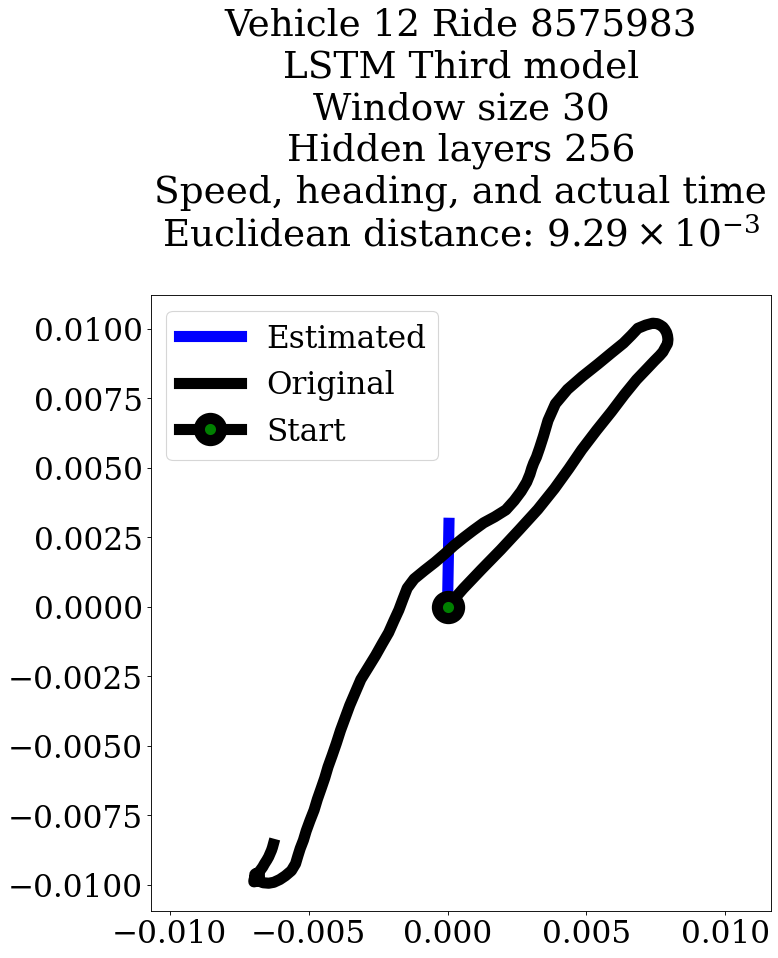 Vehicle 12 Ride 8575983
LSTM Third model
Window size 30
Hidden layers 256
Speed, heading, and actual time
Euclidean distance: 9.29 × 10⁻³
Estimated
Original
Start
0.0100
0.0075
0.0050
0.0025
0.0000
−0.0025
−0.0050
−0.0075
−0.0100
−0.010 −0.005 0.000 0.005 0.010